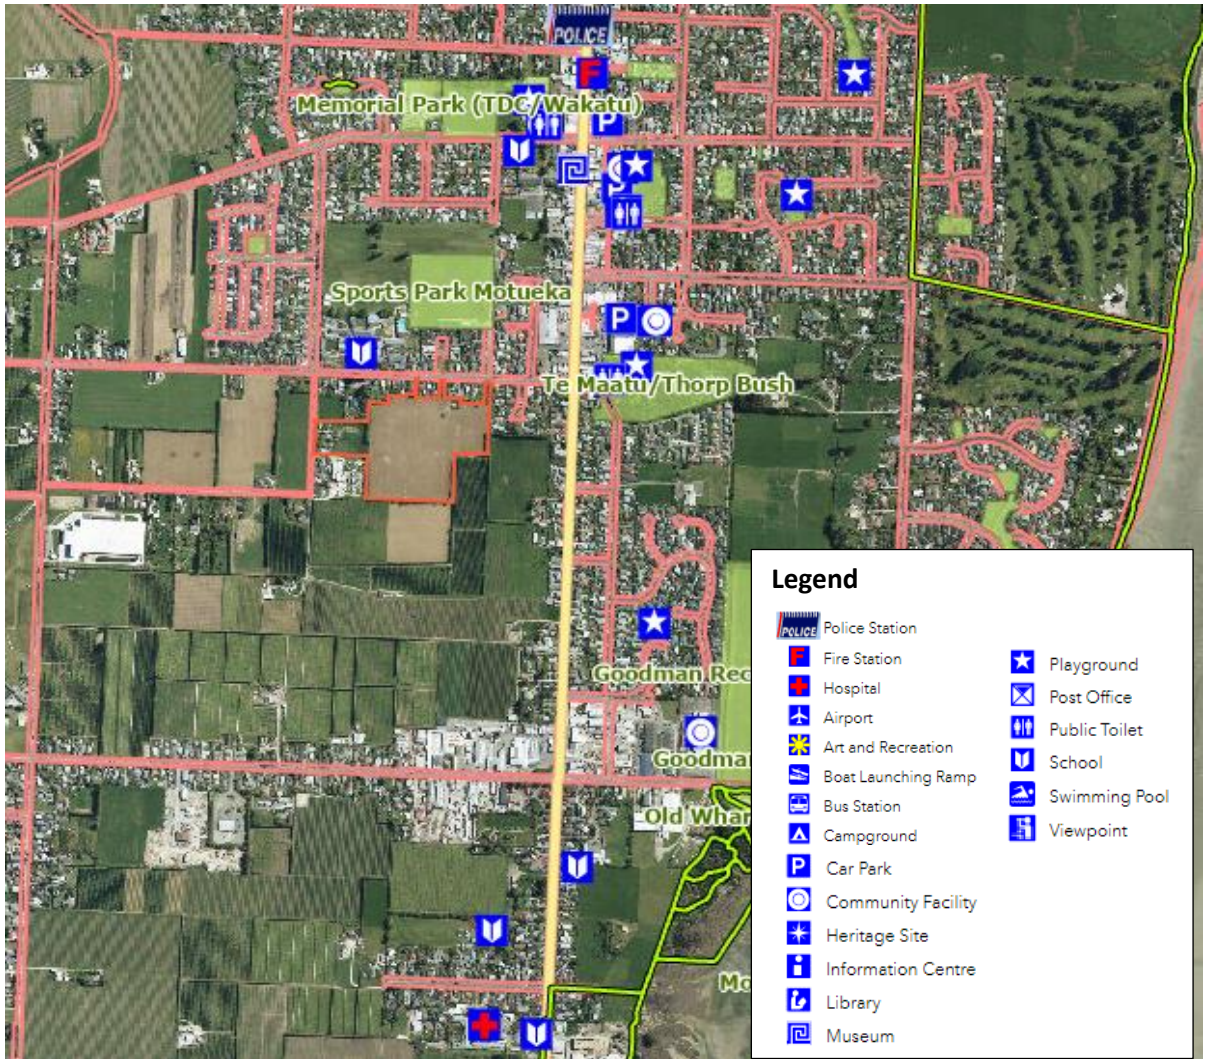 POLICE
F
Memorial Park (TDC/Wakatu)
P
Sports Park Motueka
P
Te Maatu/Thorp Bush
Goodman Rec
Goodma
Old Whar
Mo
Legend
POLICE Police Station
F Fire Station
Hospital
Airport
Art and Recreation
Boat Launching Ramp
Bus Station
Campground
P Car Park
Community Facility
Heritage Site
i Information Centre
Library
Museum
Playground
Post Office
Public Toilet
School
Swimming Pool
Viewpoint